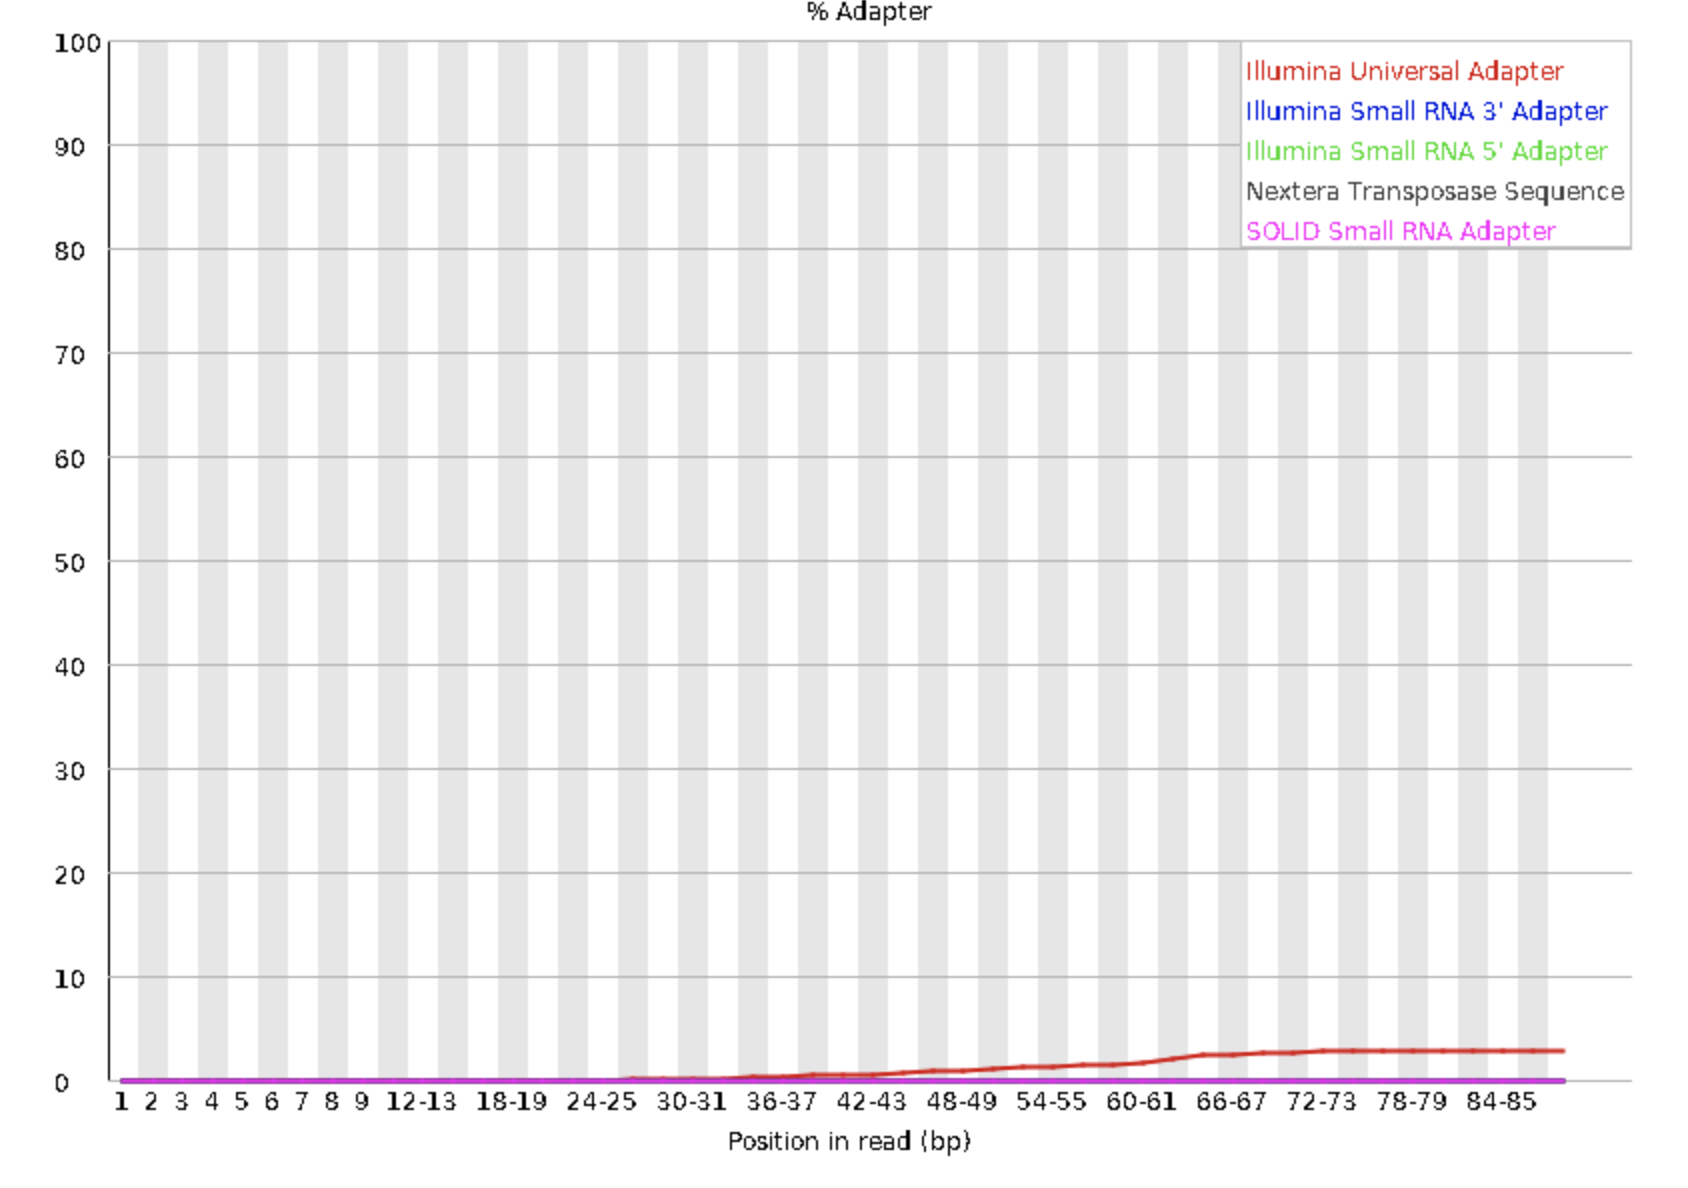 % Adapter
100
90
80
70
60
50
40
30
20
10
0
Illumina Universal Adapter
Illumina Small RNA 3' Adapter
Illumina Small RNA 5' Adapter
Nextera Transposase Sequence
SOLID Small RNA Adapter
1 2 3 4 5 6 7 8 9 12-13 18-19 24-25 30-31 36-37 42-43 48-49 54-55 60-61 66-67 72-73 78-79 84-85
Position in read (bp)